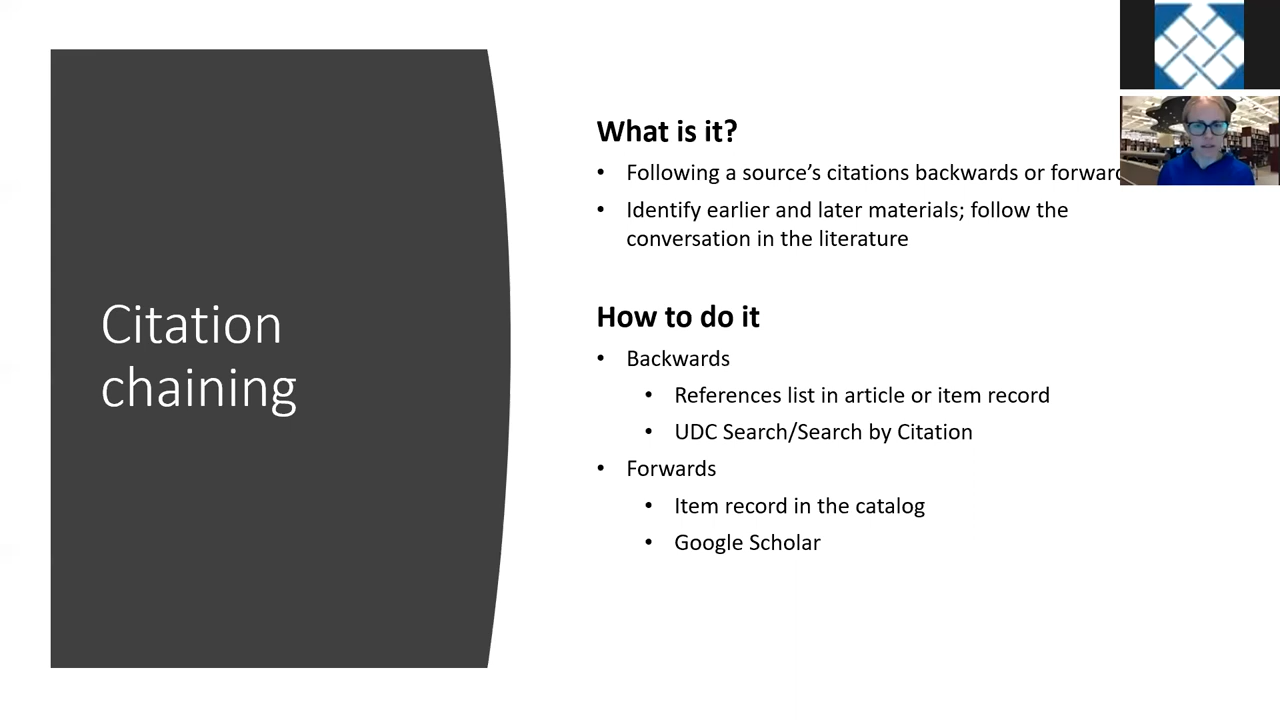 Citation
chaining
What is it?
• Following a source’s citations backwards or
• Identify earlier and later materials; follow the
conversation in the literature
How to do it
• Backwards
• References list in article or item record
• UDC Search/Search by Citation
• Forwards
• Item record in the catalog
• Google Scholar